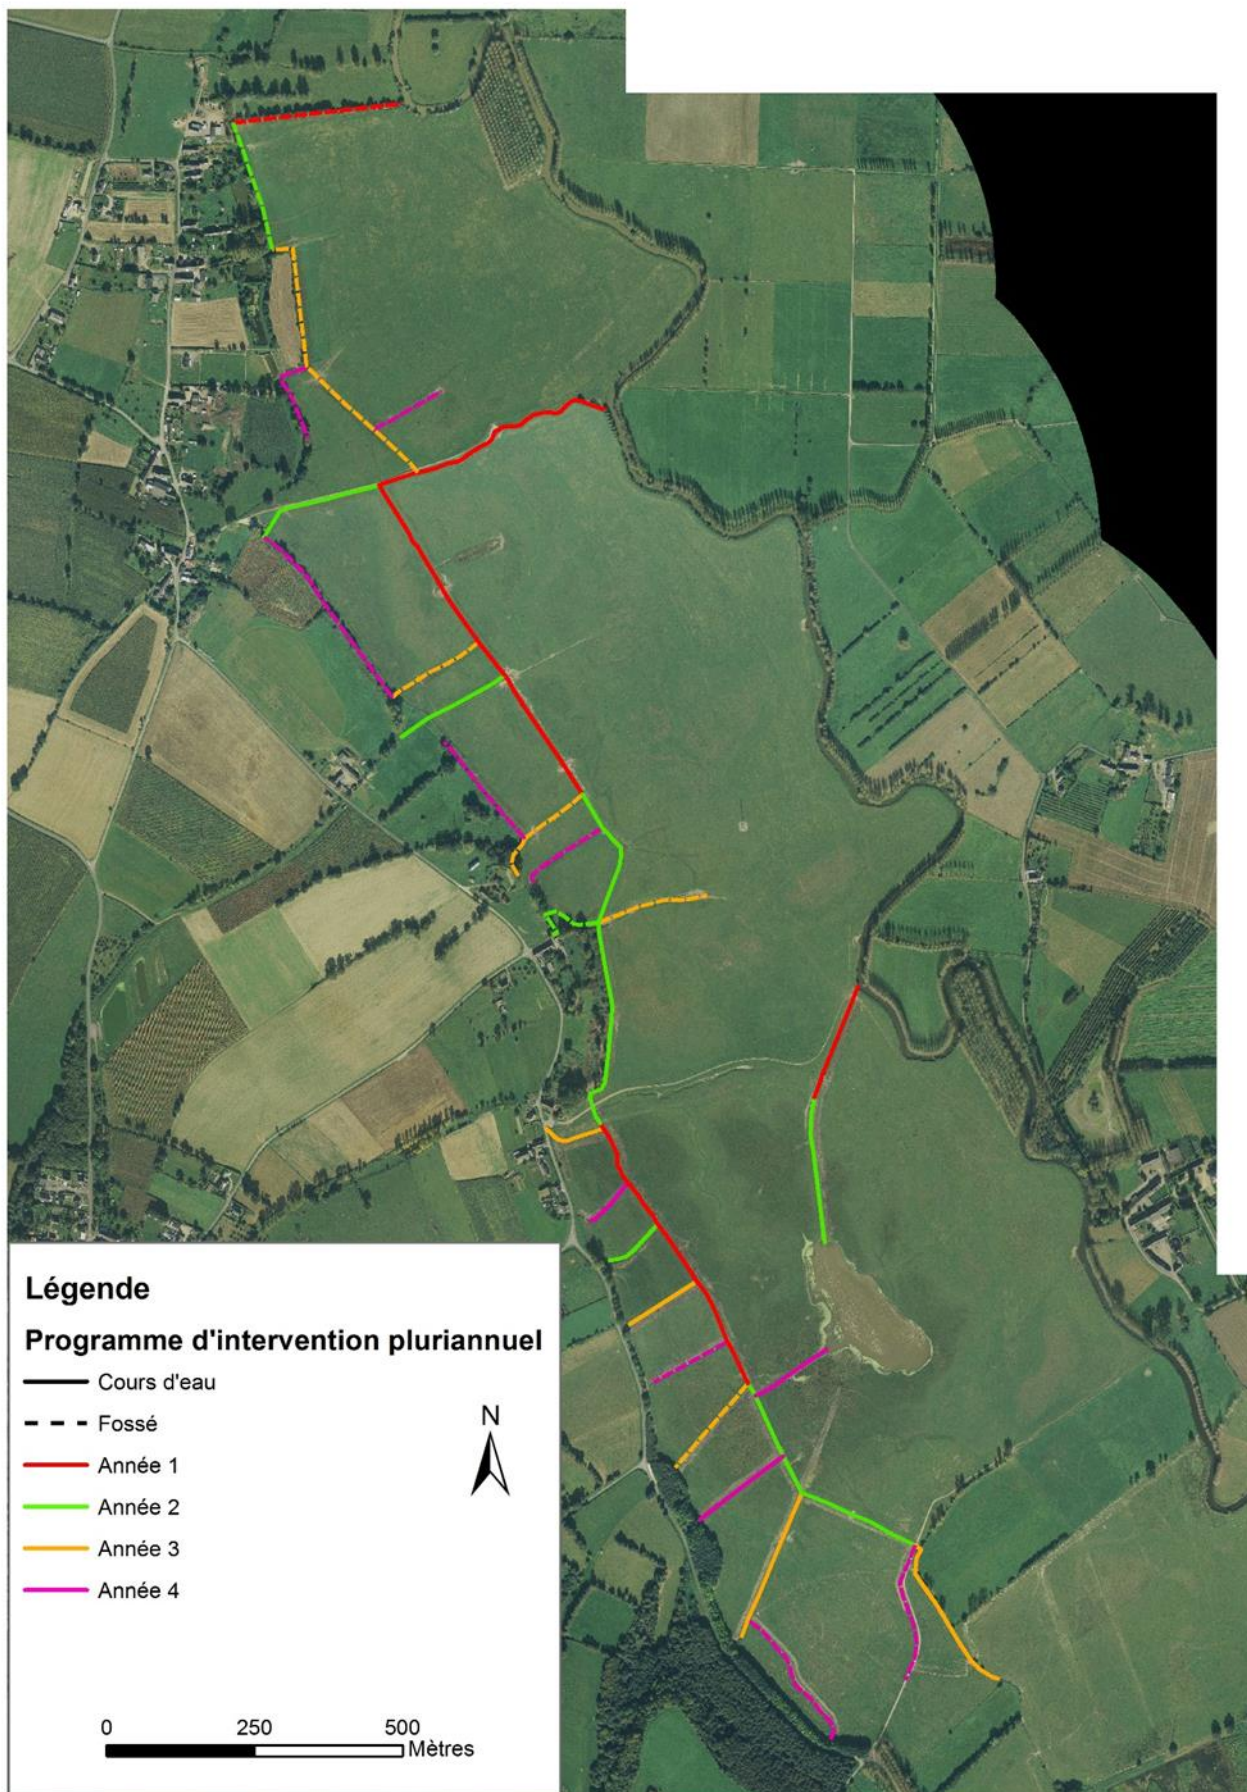 Légende
Programme d'intervention pluriannuel
Cours d'eau
Fossé
Année 1
Année 2
Année 3
Année 4
N
0 250 500
Mètres